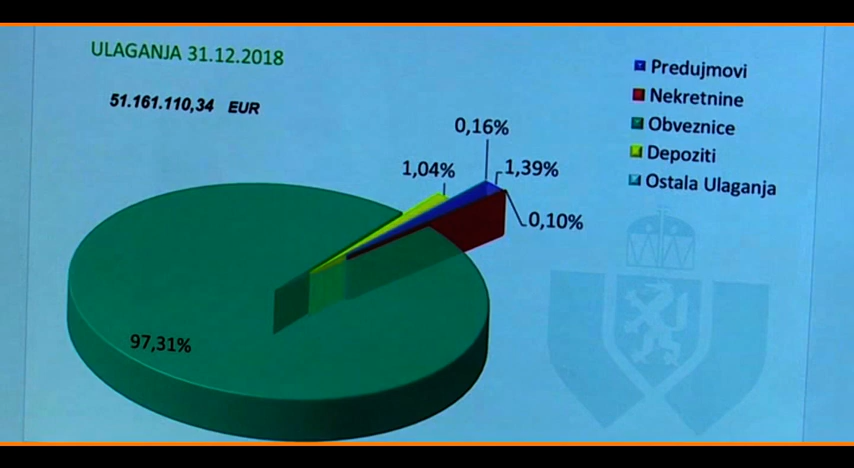 ULAGANJA 31.12.2018
51.161.110,34 EUR
Predujmovi
Nekretnine
Obveznice
Depoziti
Ostala Ulaganja
0,16%
1,04%
1,39%
0,10%
97,31%